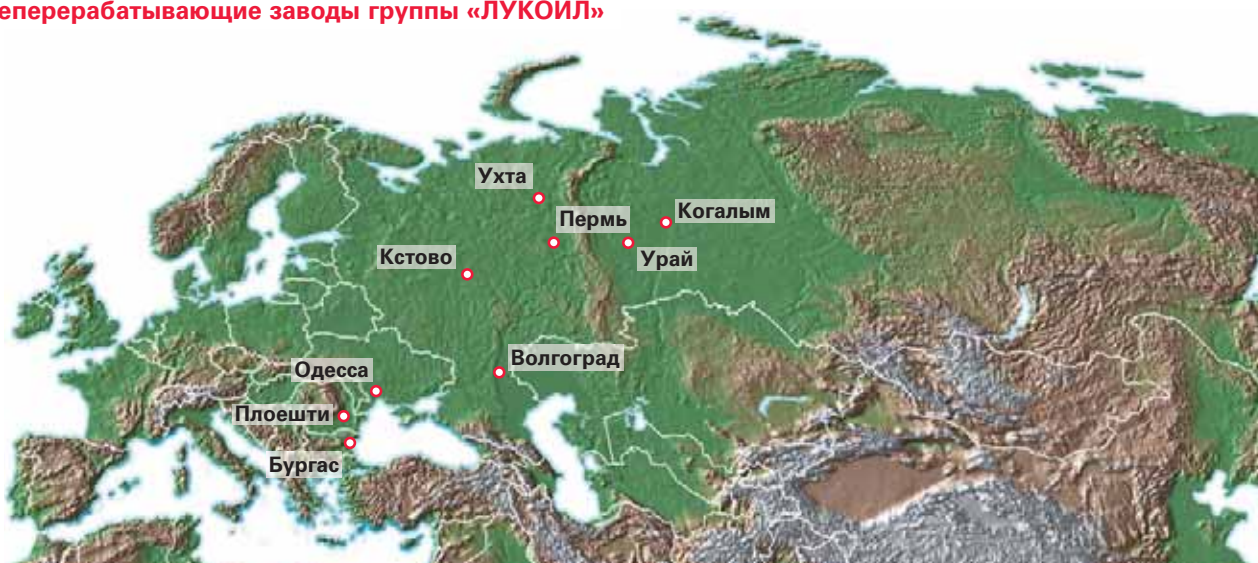 еперерабатывающие заводы группы «ЛУКОЙЛ»
Ухта
Пермь
Когалым
Кстово
Урай
Волгоград
Одесса
Плоешти
Бургас